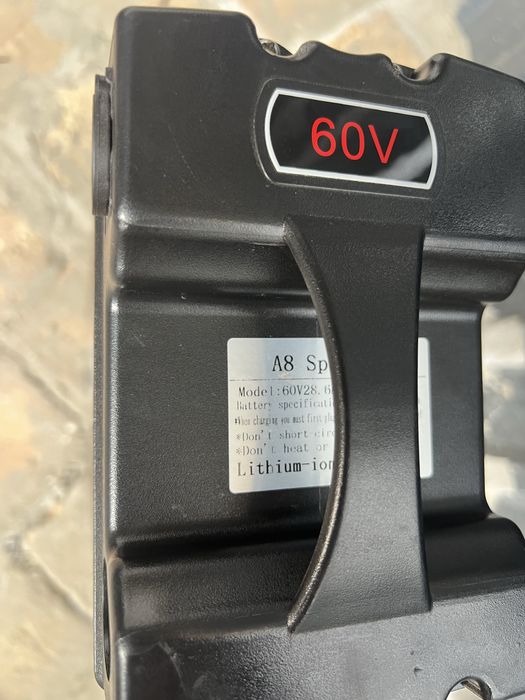 60V
A8 Sp
Model:60V28.6
Battery specificati
*When charging you must first plu
*Don't short circ
*Don't heat or
Lithium-ion